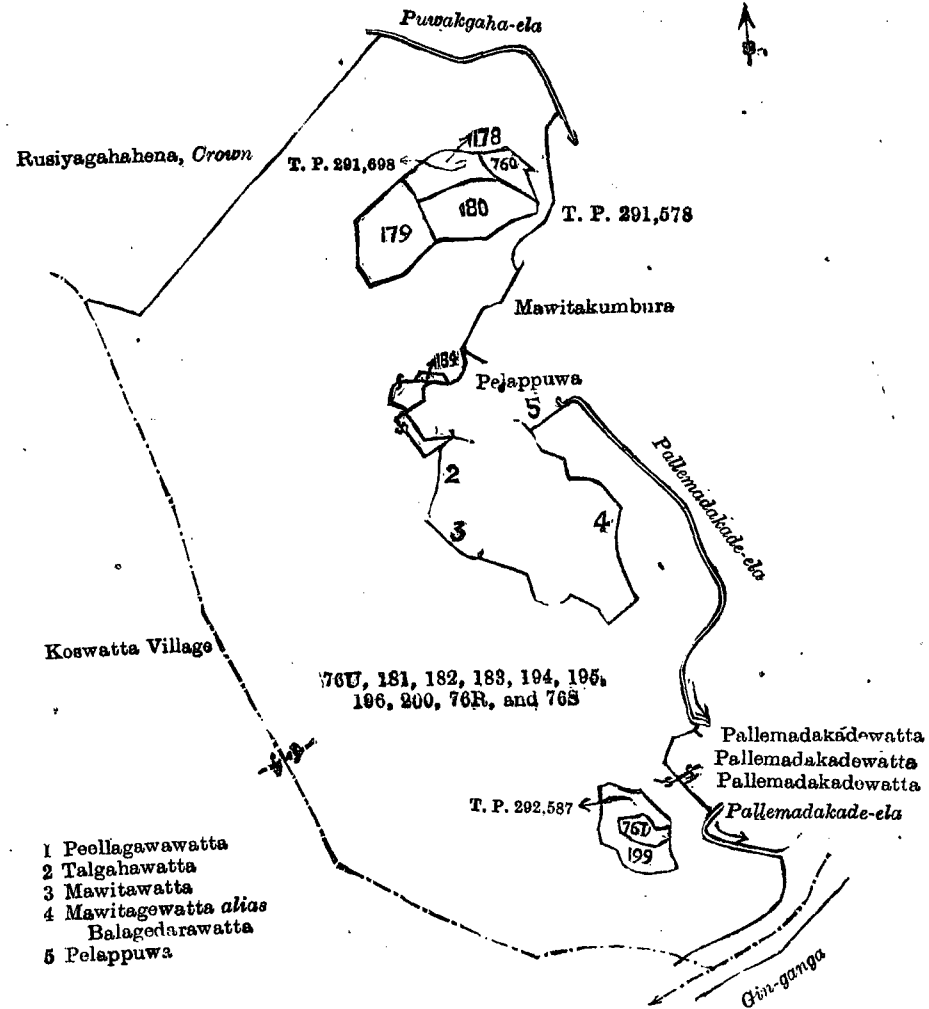 Puwakgaha-ela
Rusiyagahahena, Crown
178
T. P. 291,698
76Q
180
179
T. P. 291,578
Mawitakumbura
184
Pelappuwa
5
Pallemadakade-ela
2
4
3
Koswatta Village
76U, 181, 182, 183, 194, 195,
196, 200, 76R, and 76S
Pallemadakadewatta
Pallemadakadewatta
Pallemadakadewatta
T. P. 292,587
Pallemadakade-ela
76T
199
1 Peellagawawatta
2 Talgahawatta
3 Mawitawatta
4 Mawitagewatta alias
Balagedarawatta
5 Pelappuwa
Gin-ganga